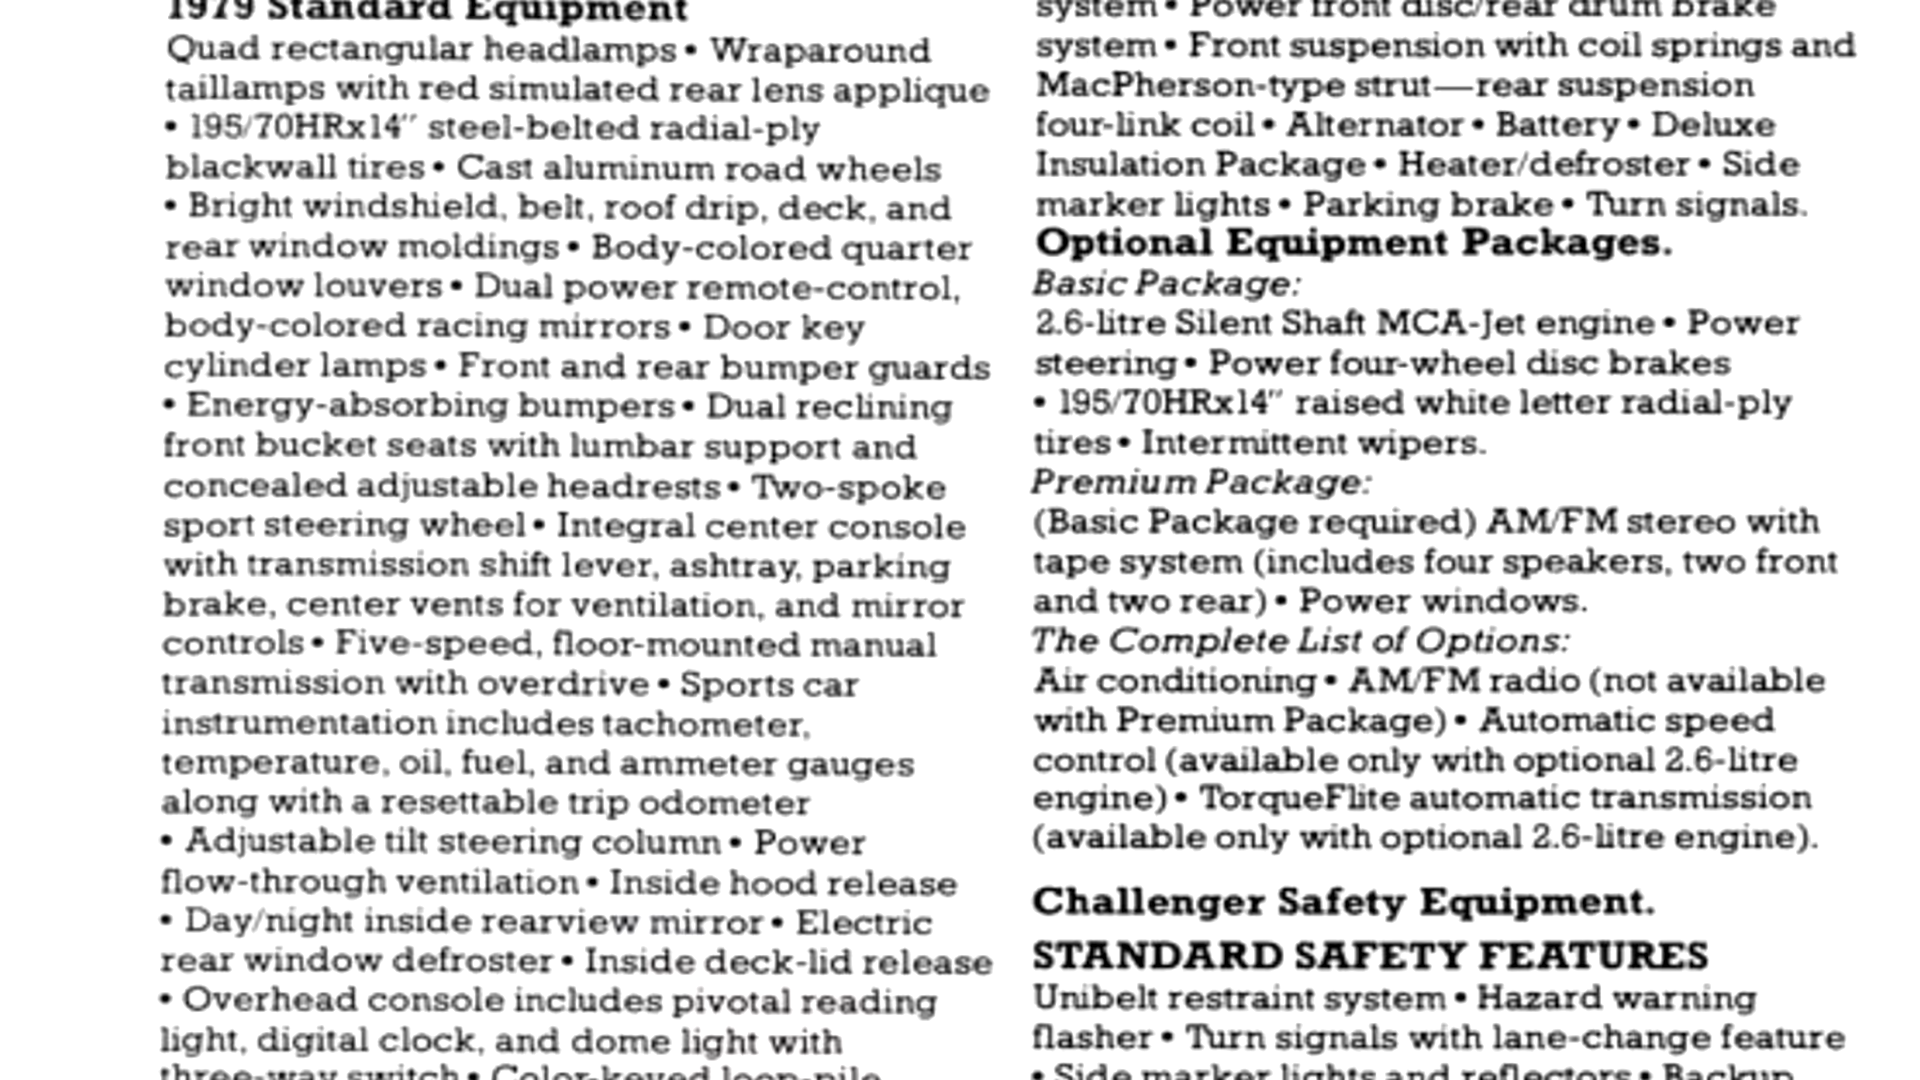 1979 Standard Equipment
Quad rectangular headlamps • Wraparound
taillamps with red simulated rear lens applique
• 195/70HRx14″ steel-belted radial-ply
blackwall tires • Cast aluminum road wheels
• Bright windshield, belt, roof drip, deck, and
rear window moldings • Body-colored quarter
window louvers • Dual power remote-control,
body-colored racing mirrors • Door key
cylinder lamps • Front and rear bumper guards
• Energy-absorbing bumpers • Dual reclining
front bucket seats with lumbar support and
concealed adjustable headrests • Two-spoke
sport steering wheel • Integral center console
with transmission shift lever, ashtray, parking
brake, center vents for ventilation, and mirror
controls • Five-speed, floor-mounted manual
transmission with overdrive • Sports car
instrumentation includes tachometer,
temperature, oil, fuel, and ammeter gauges
along with a resettable trip odometer
• Adjustable tilt steering column • Power
flow-through ventilation • Inside hood release
• Day/night inside rearview mirror • Electric
rear window defroster • Inside deck-lid release
• Overhead console includes pivotal reading
light, digital clock, and dome light with
three-way switch • Color-keyed loop-pile
system • Power front disc/rear drum brake
system • Front suspension with coil springs and
MacPherson-type strut—rear suspension
four-link coil • Alternator • Battery • Deluxe
Insulation Package • Heater/defroster • Side
marker lights • Parking brake • Turn signals.
Optional Equipment Packages.
Basic Package:
2.6-litre Silent Shaft MCA-Jet engine • Power
steering • Power four-wheel disc brakes
• 195/70HRx14″ raised white letter radial-ply
tires • Intermittent wipers.
Premium Package:
(Basic Package required) AM/FM stereo with
tape system (includes four speakers, two front
and two rear) • Power windows.
The Complete List of Options:
Air conditioning • AM/FM radio (not available
with Premium Package) • Automatic speed
control (available only with optional 2.6-litre
engine) • TorqueFlite automatic transmission
(available only with optional 2.6-litre engine).
Challenger Safety Equipment.
STANDARD SAFETY FEATURES
Unibelt restraint system • Hazard warning
flasher • Turn signals with lane-change feature
• Side marker lights and reflectors • Backup